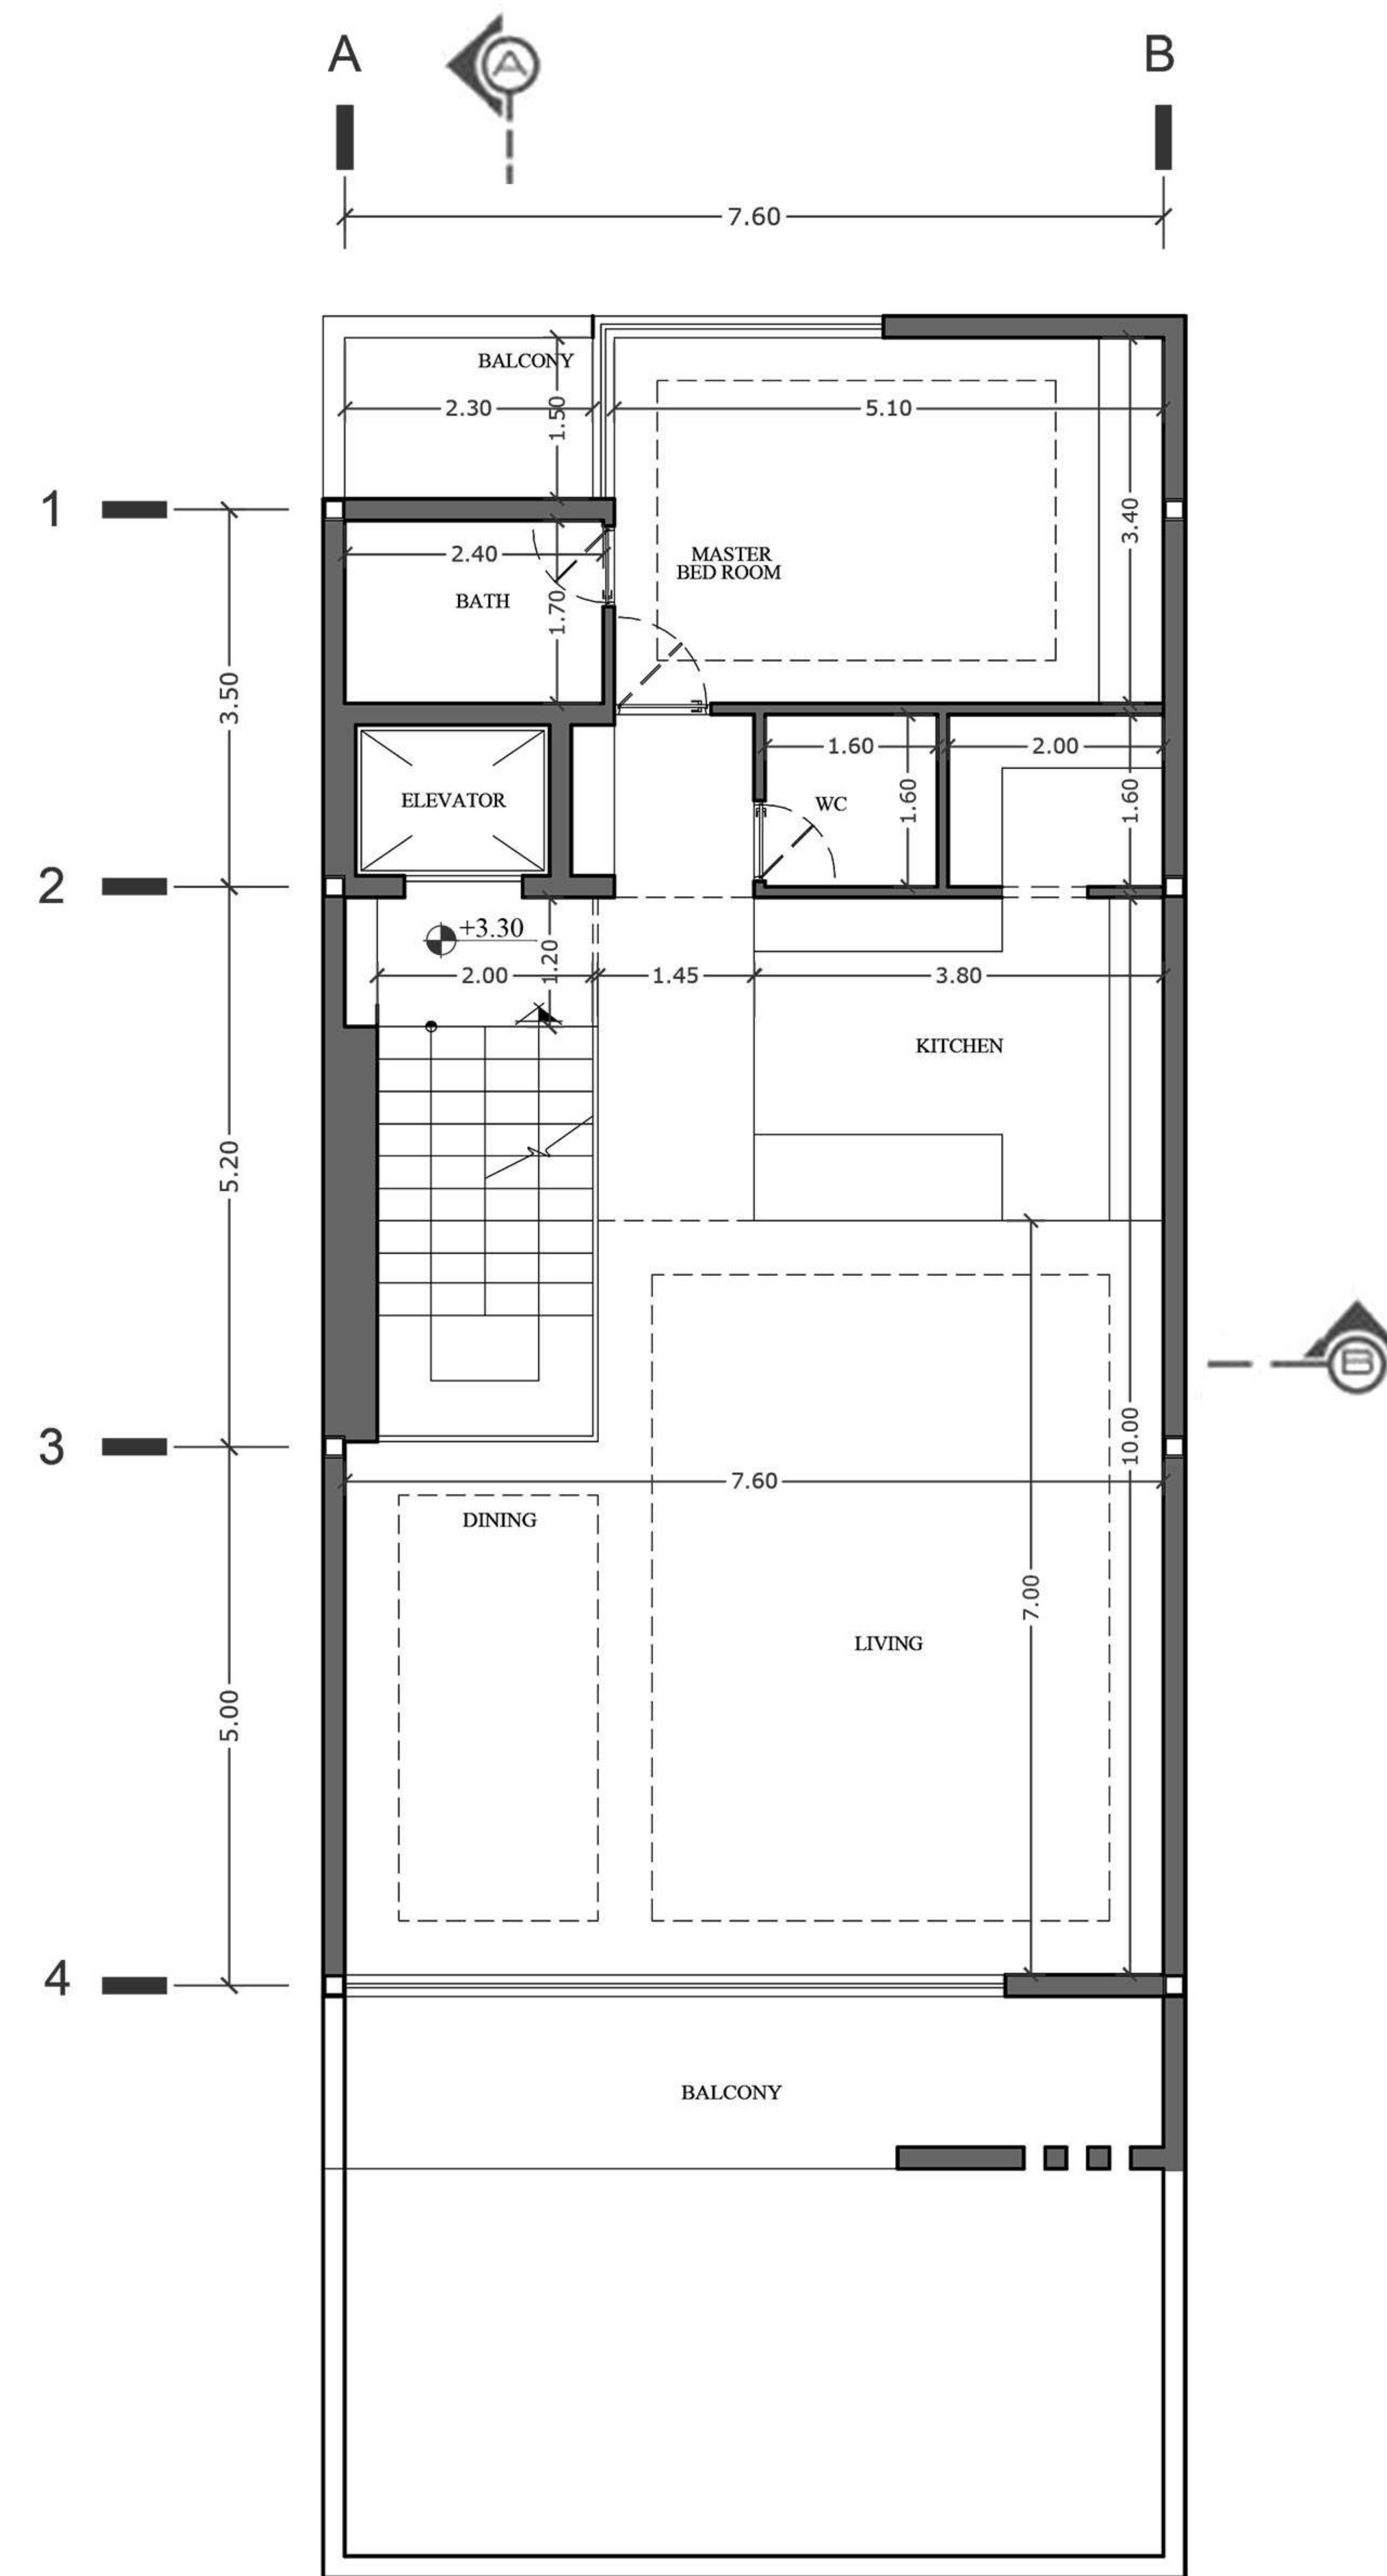 A
A
B
7.60
BALCONY
2.30
1.50
5.10
1
3.40
2.40
MASTER
BED ROOM
BATH
1.70
3.50
1.60
2.00
ELEVATOR
WC
1.60
1.60
2
+3.30
2.00
1.20
1.45
3.80
KITCHEN
5.20
B
3
10.00
7.60
DINING
7.00
LIVING
5.00
4
BALCONY